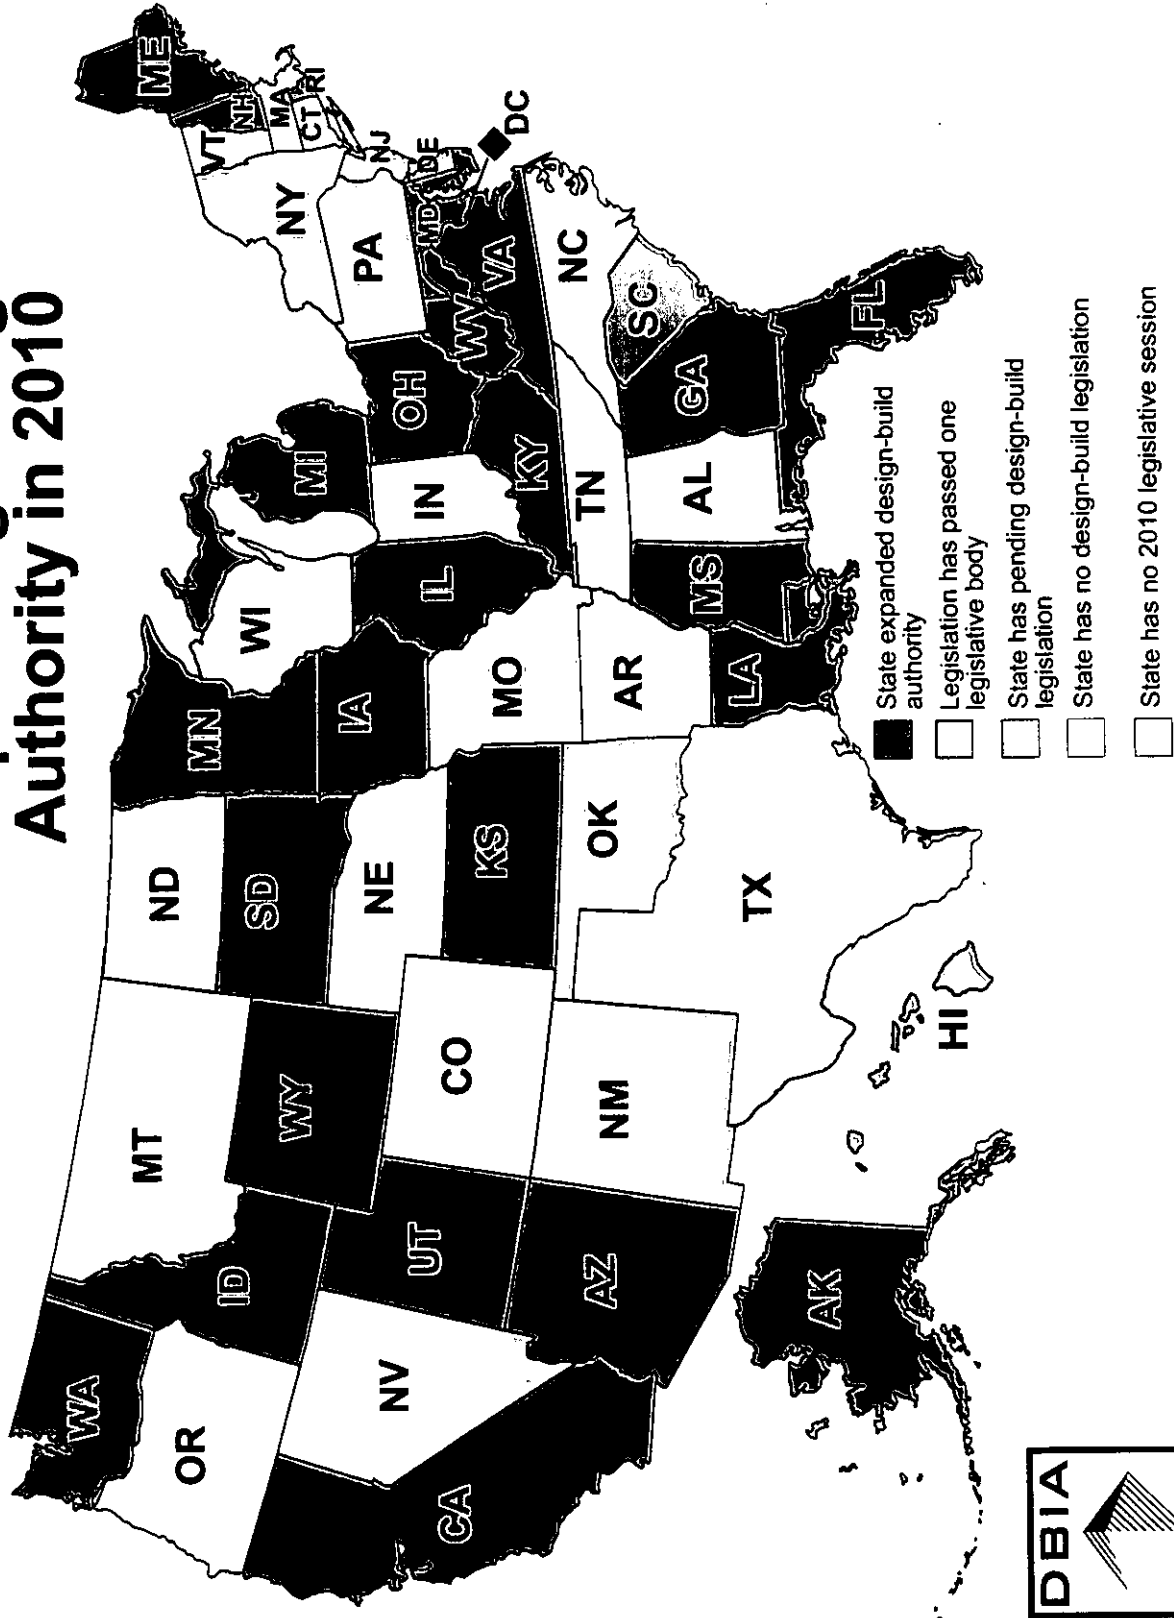 Authority in 2010
WA
OR
CA
NV
ID
MT
WY
UT
AZ
CO
NM
ND
SD
NE
KS
OK
TX
MN
IA
MO
AR
LA
WI
IL
MS
MI
IN
KY
TN
AL
OH
WV
GA
FL
SC
NC
VA
MD
DE
DC
PA
NJ
NY
CT
RI
MA
VT
NH
ME
AK
HI
State expanded design-build
authority
Legislation has passed one
legislative body
State has pending design-build
legislation
State has no design-build legislation
State has no 2010 legislative session
DBIA